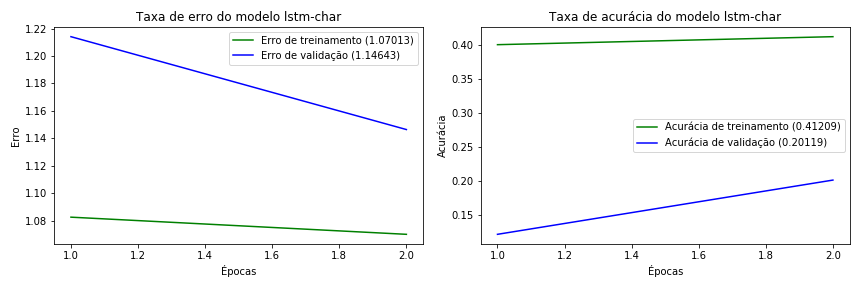 Taxa de erro do modelo lstm-char
1.22
1.20
1.18
1.16
1.14
1.12
1.10
1.08
Erro
Erro de treinamento (1.07013)
Erro de validação (1.14643)
1.0 1.2 1.4 1.6 1.8 2.0
Épocas
Taxa de acurácia do modelo lstm-char
0.40
0.35
0.30
0.25
0.20
0.15
Acurácia
Acurácia de treinamento (0.41209)
Acurácia de validação (0.20119)
1.0 1.2 1.4 1.6 1.8 2.0
Épocas